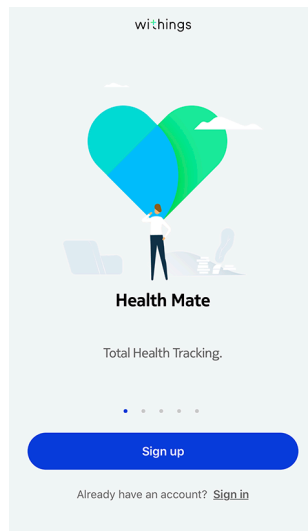 withings
Health Mate
Total Health Tracking.
Sign up
Already have an account? Sign in